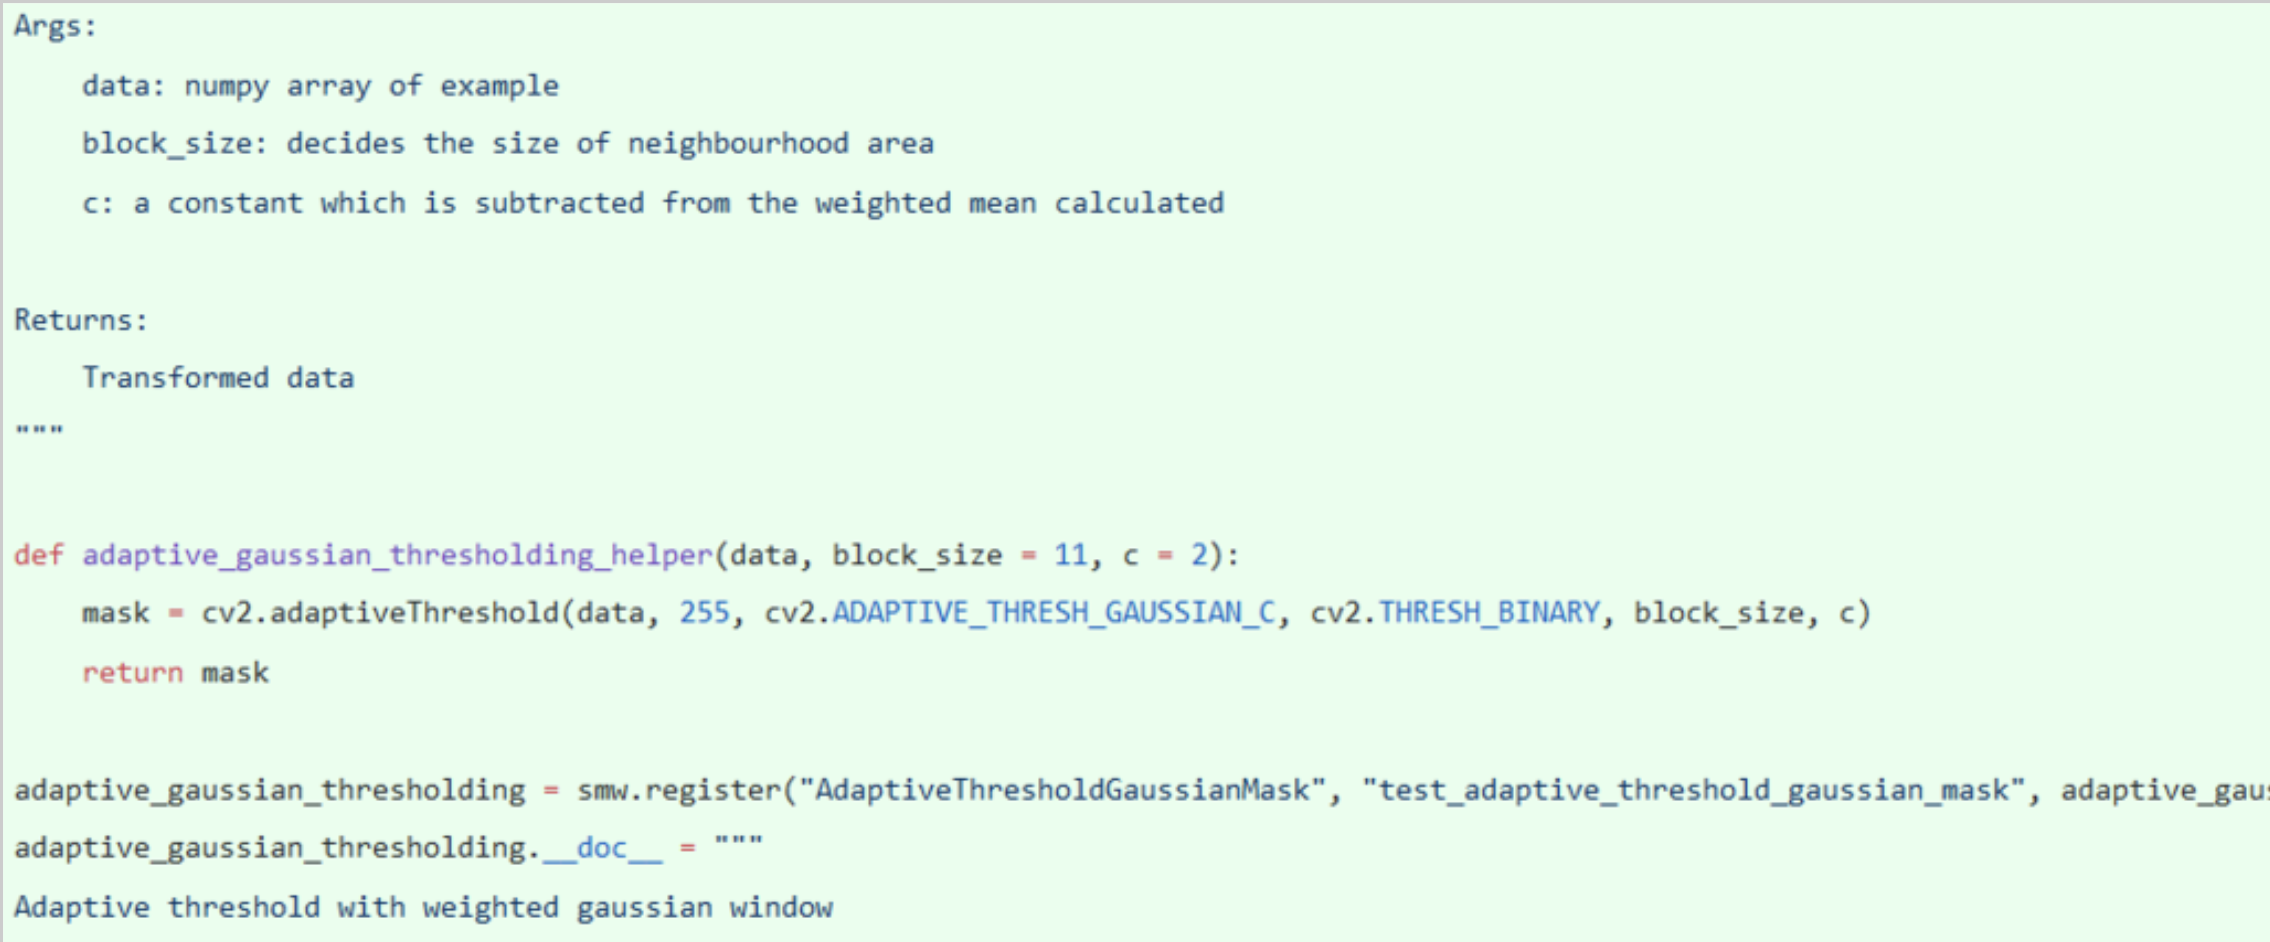 Args:
    data: numpy array of example
    block_size: decides the size of neighbourhood area
    c: a constant which is subtracted from the weighted mean calculated
Returns:
    Transformed data
"""
def adaptive_gaussian_thresholding_helper(data, block_size = 11, c = 2):
    mask = cv2.adaptiveThreshold(data, 255, cv2.ADAPTIVE_THRESH_GAUSSIAN_C, cv2.THRESH_BINARY, block_size, c)
    return mask
adaptive_gaussian_thresholding = smw.register("AdaptiveThresholdGaussianMask", "test_adaptive_threshold_gaussian_mask", adaptive_gaus
adaptive_gaussian_thresholding.__doc__ = """
Adaptive threshold with weighted gaussian window